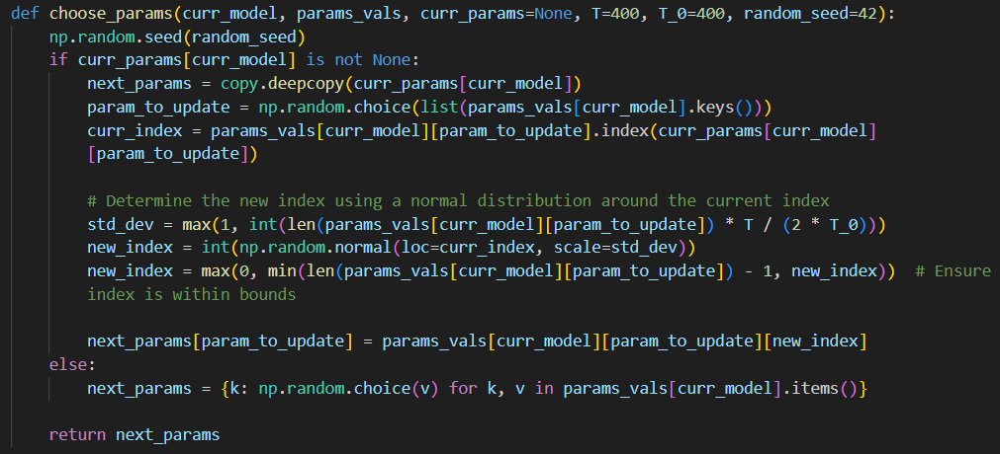 def choose_params(curr_model, params_vals, curr_params=None, T=400, T_0=400, random_seed=42):
    np.random.seed(random_seed)
    if curr_params[curr_model] is not None:
        next_params = copy.deepcopy(curr_params[curr_model])
        param_to_update = np.random.choice(list(params_vals[curr_model].keys()))
        curr_index = params_vals[curr_model][param_to_update].index(curr_params[curr_model]
        [param_to_update])

        # Determine the new index using a normal distribution around the current index
        std_dev = max(1, int(len(params_vals[curr_model][param_to_update]) * T / (2 * T_0)))
        new_index = int(np.random.normal(loc=curr_index, scale=std_dev))
        new_index = max(0, min(len(params_vals[curr_model][param_to_update]) - 1, new_index))  # Ensure
        index is within bounds

        next_params[param_to_update] = params_vals[curr_model][param_to_update][new_index]
    else:
        next_params = {k: np.random.choice(v) for k, v in params_vals[curr_model].items()}

    return next_params